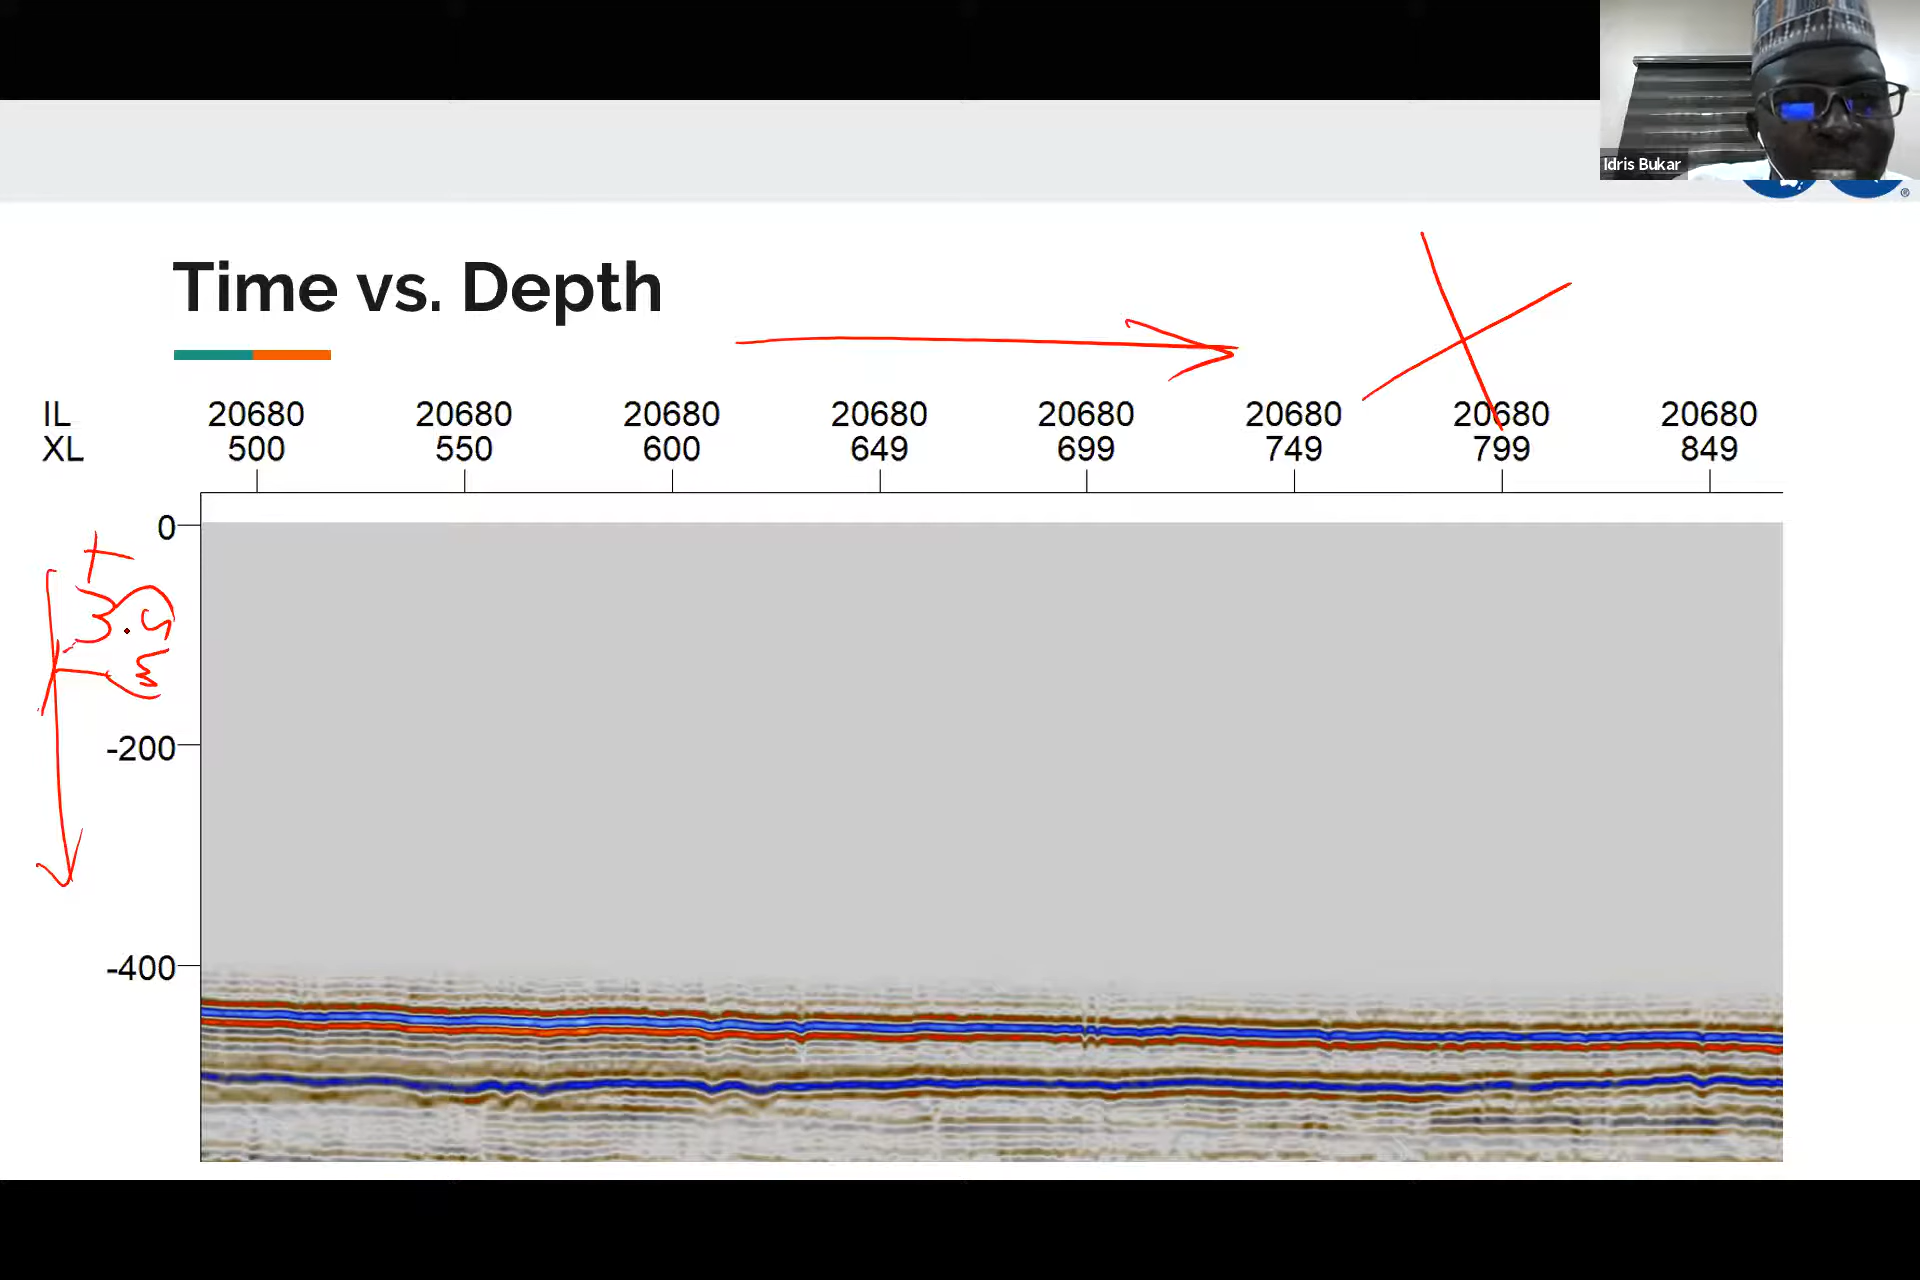 Idris Bukar
®
Time vs. Depth
IL 20680 20680 20680 20680 20680 20680 20680 20680
XL 500 550 600 649 699 749 799 849
0
-200
-400